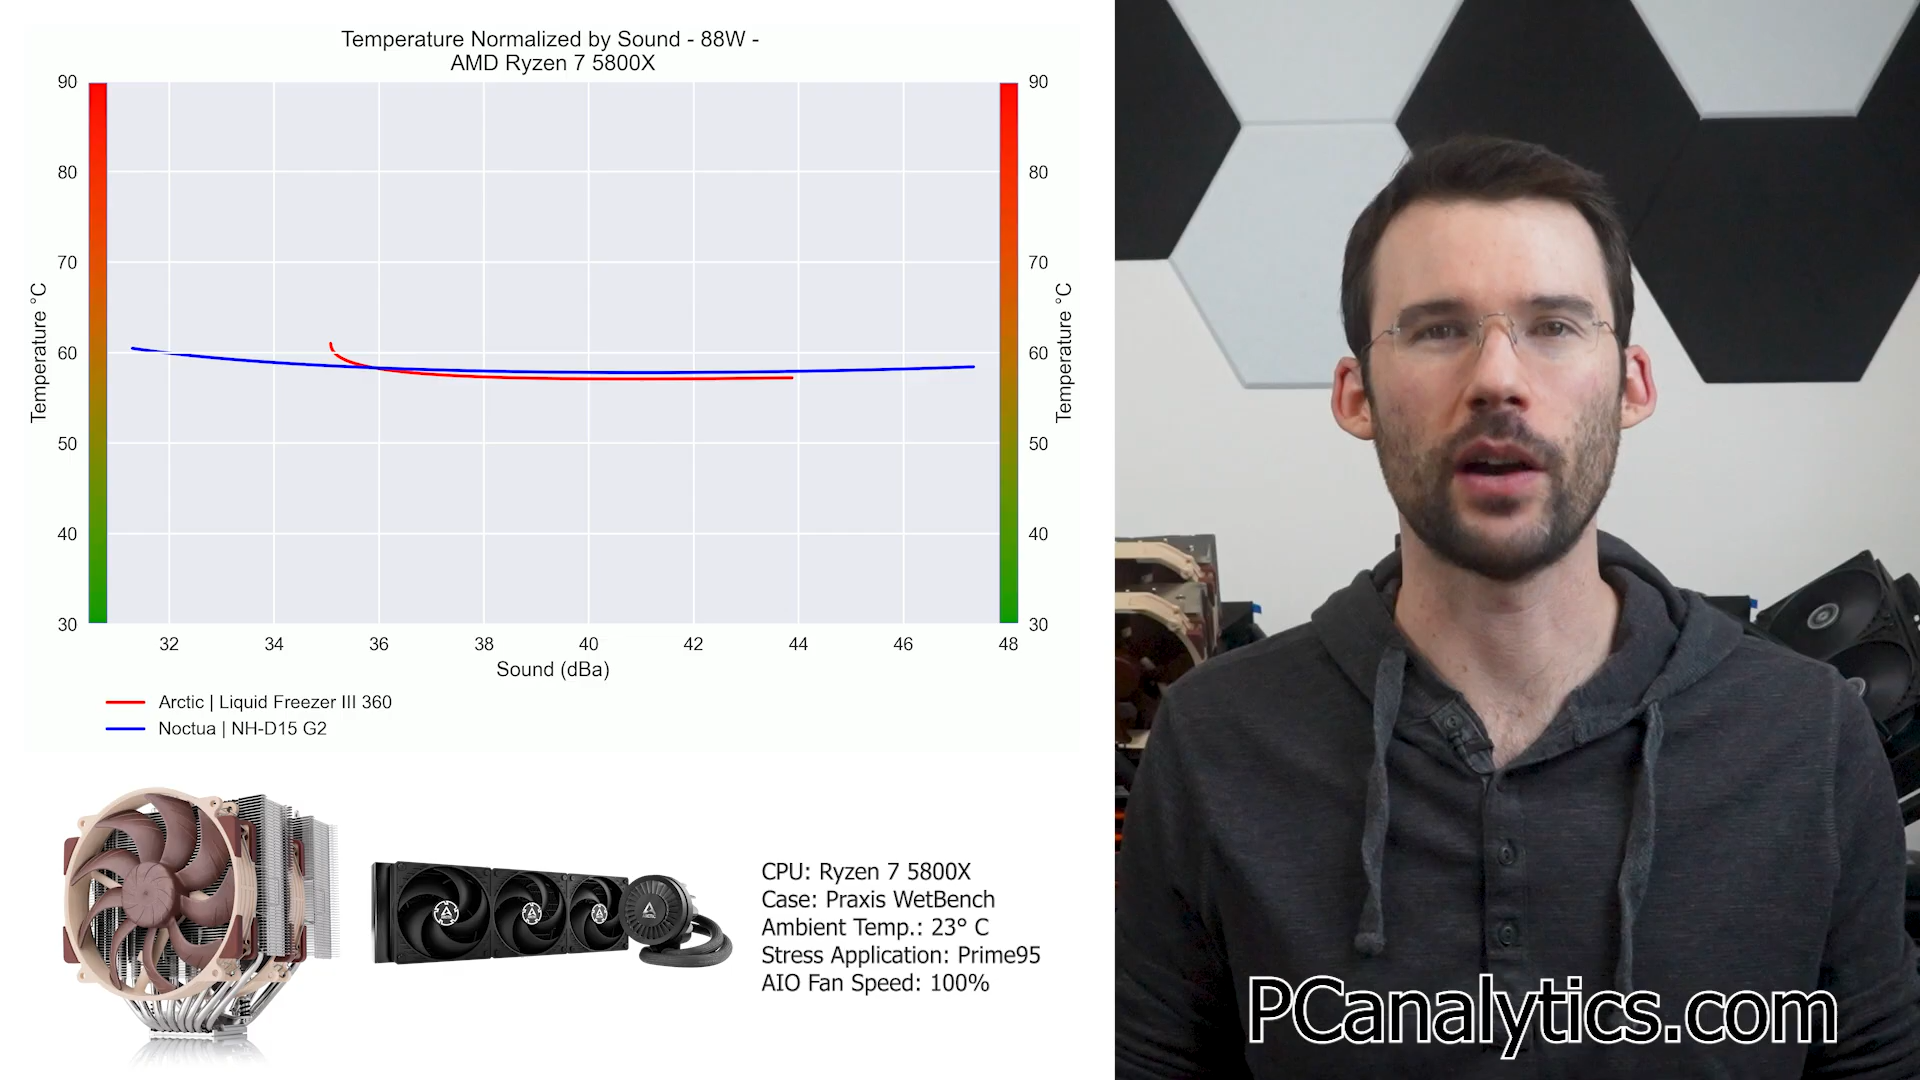 Temperature Normalized by Sound - 88W -
AMD Ryzen 7 5800X
90
80
70
60
50
40
30
Temperature °C
90
80
70
60
50
40
30
Temperature °C
32 34 36 38 40 42 44 46 48
Sound (dBa)
Arctic | Liquid Freezer III 360
Noctua | NH-D15 G2
CPU: Ryzen 7 5800X
Case: Praxis WetBench
Ambient Temp.: 23° C
Stress Application: Prime95
AIO Fan Speed: 100%
PCanalytics.com